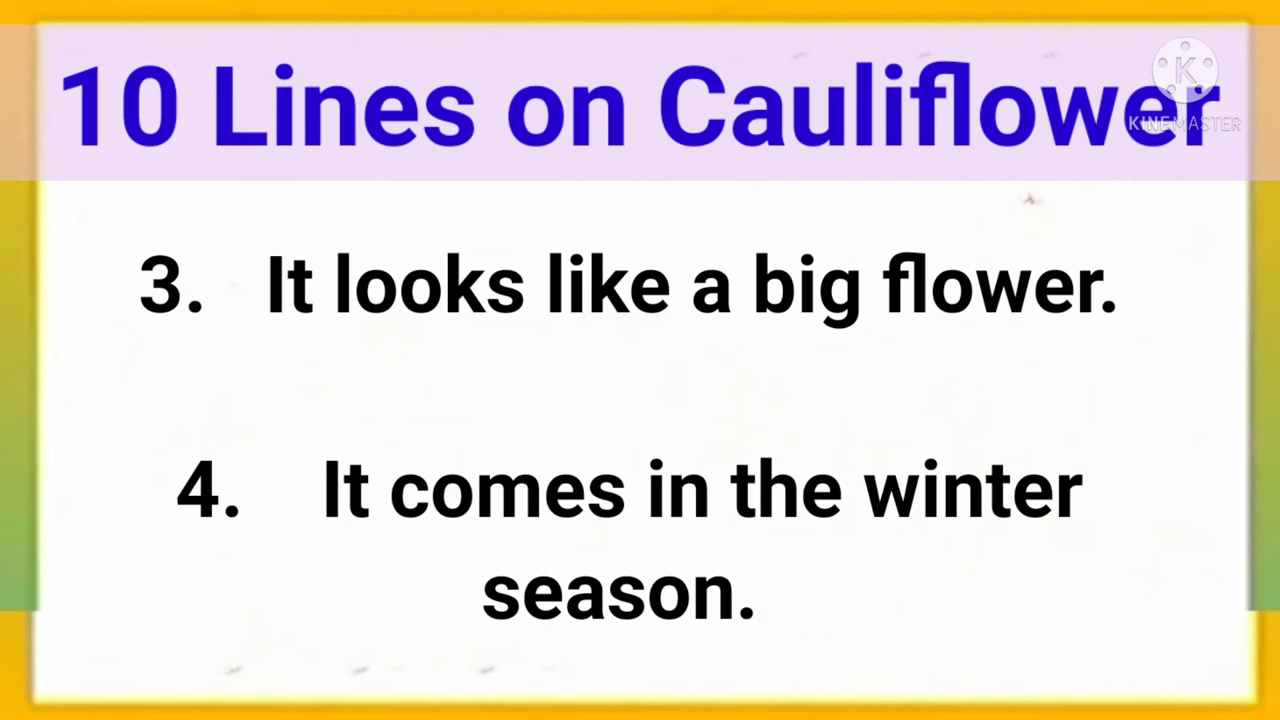 10 Lines on Cauliflower
K
KINEMASTER
3. It looks like a big flower.
4. It comes in the winter
season.